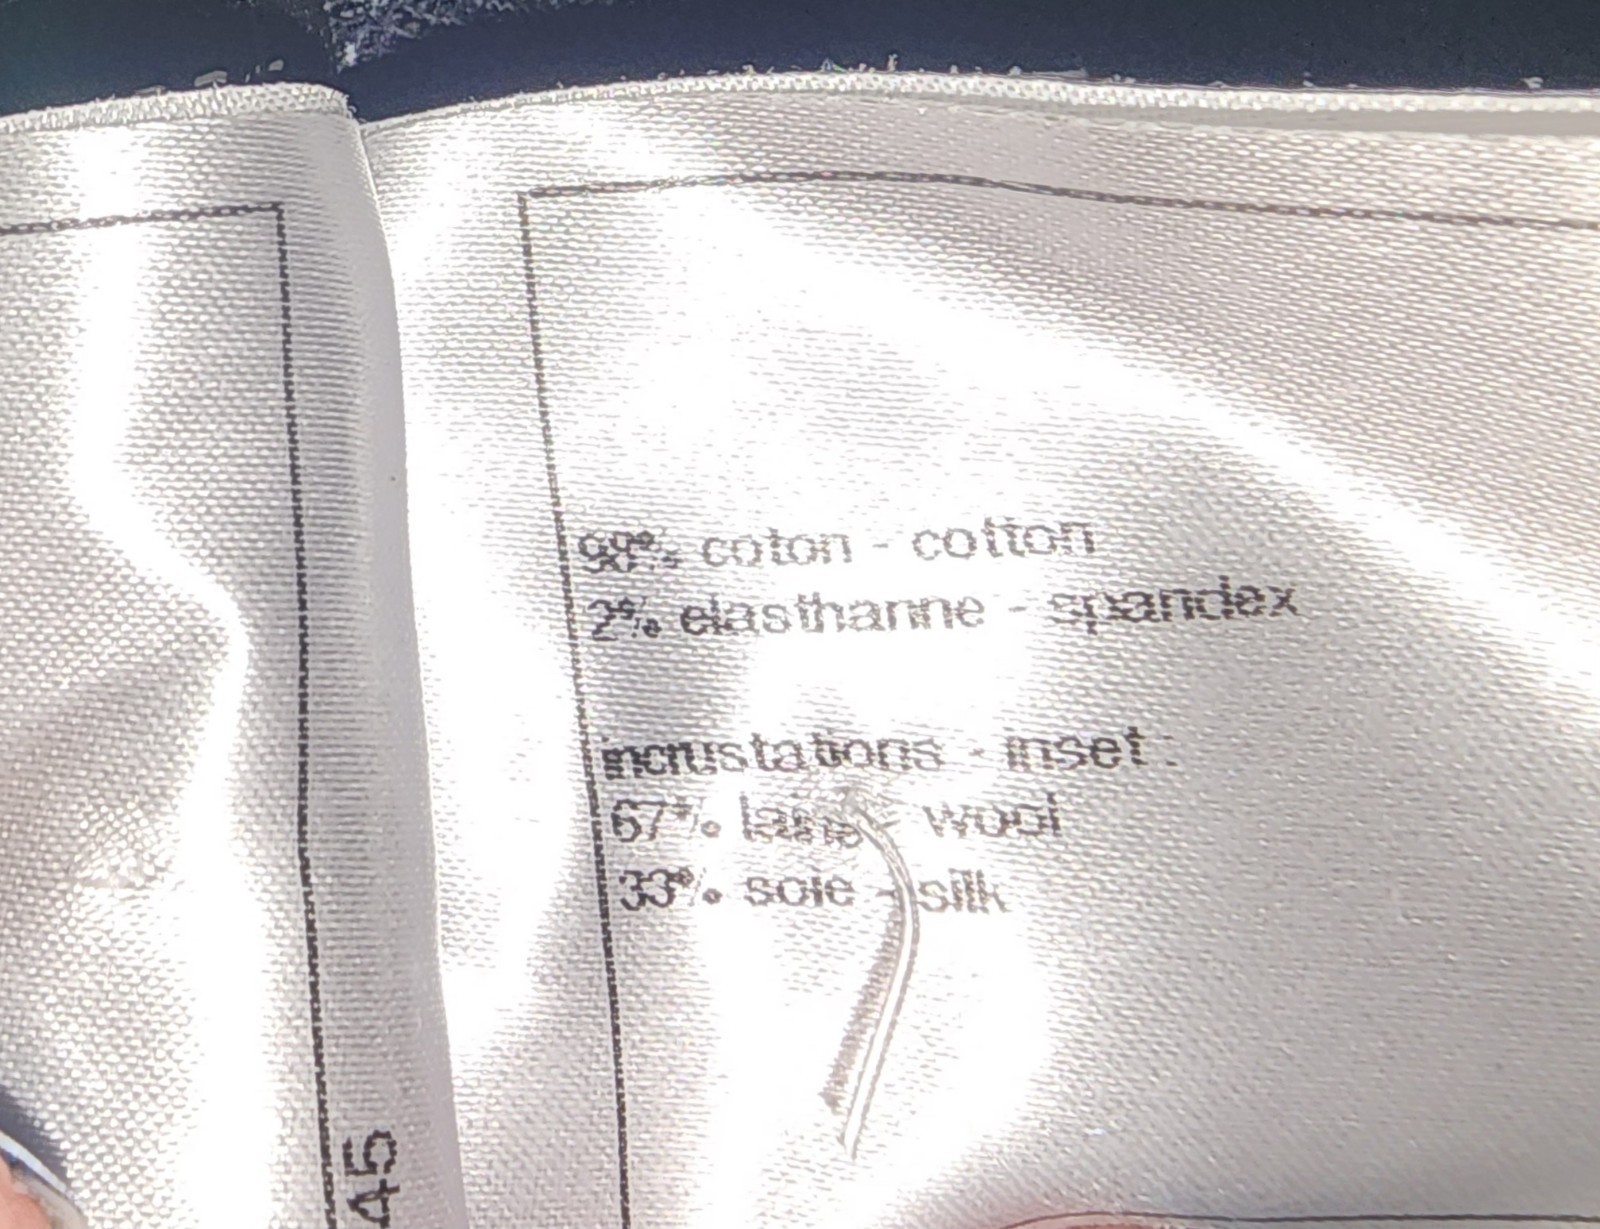 98% coton - cotton
2% elasthanne - spandex
incrustations - inset :
67% laine - wool
33% soie - silk
45